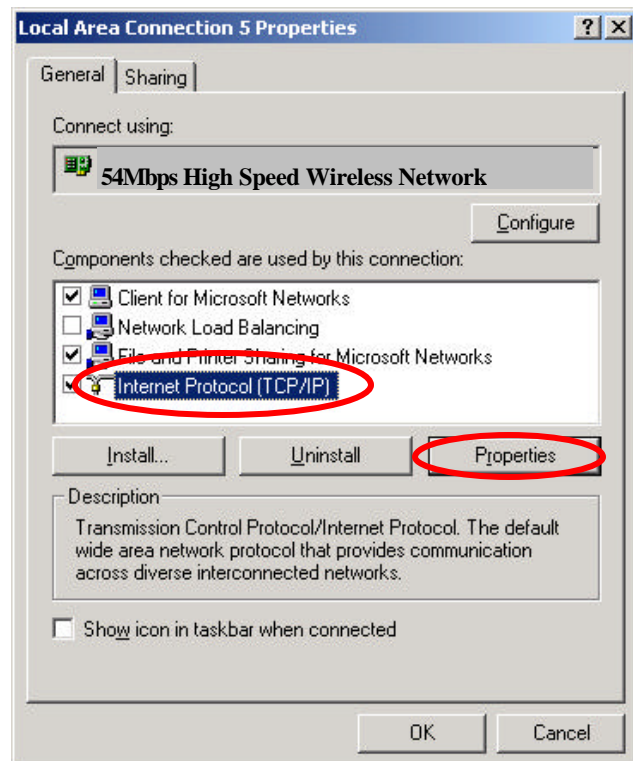 Local Area Connection 5 Properties
General Sharing
Connect using:
54Mbps High Speed Wireless Network
Configure
Components checked are used by this connection:
Client for Microsoft Networks
Network Load Balancing
File and Printer Sharing for Microsoft Networks
Internet Protocol (TCP/IP)
Install... Uninstall Properties
Description
Transmission Control Protocol/Internet Protocol. The default
wide area network protocol that provides communication
across diverse interconnected networks.
Show icon in taskbar when connected
OK Cancel